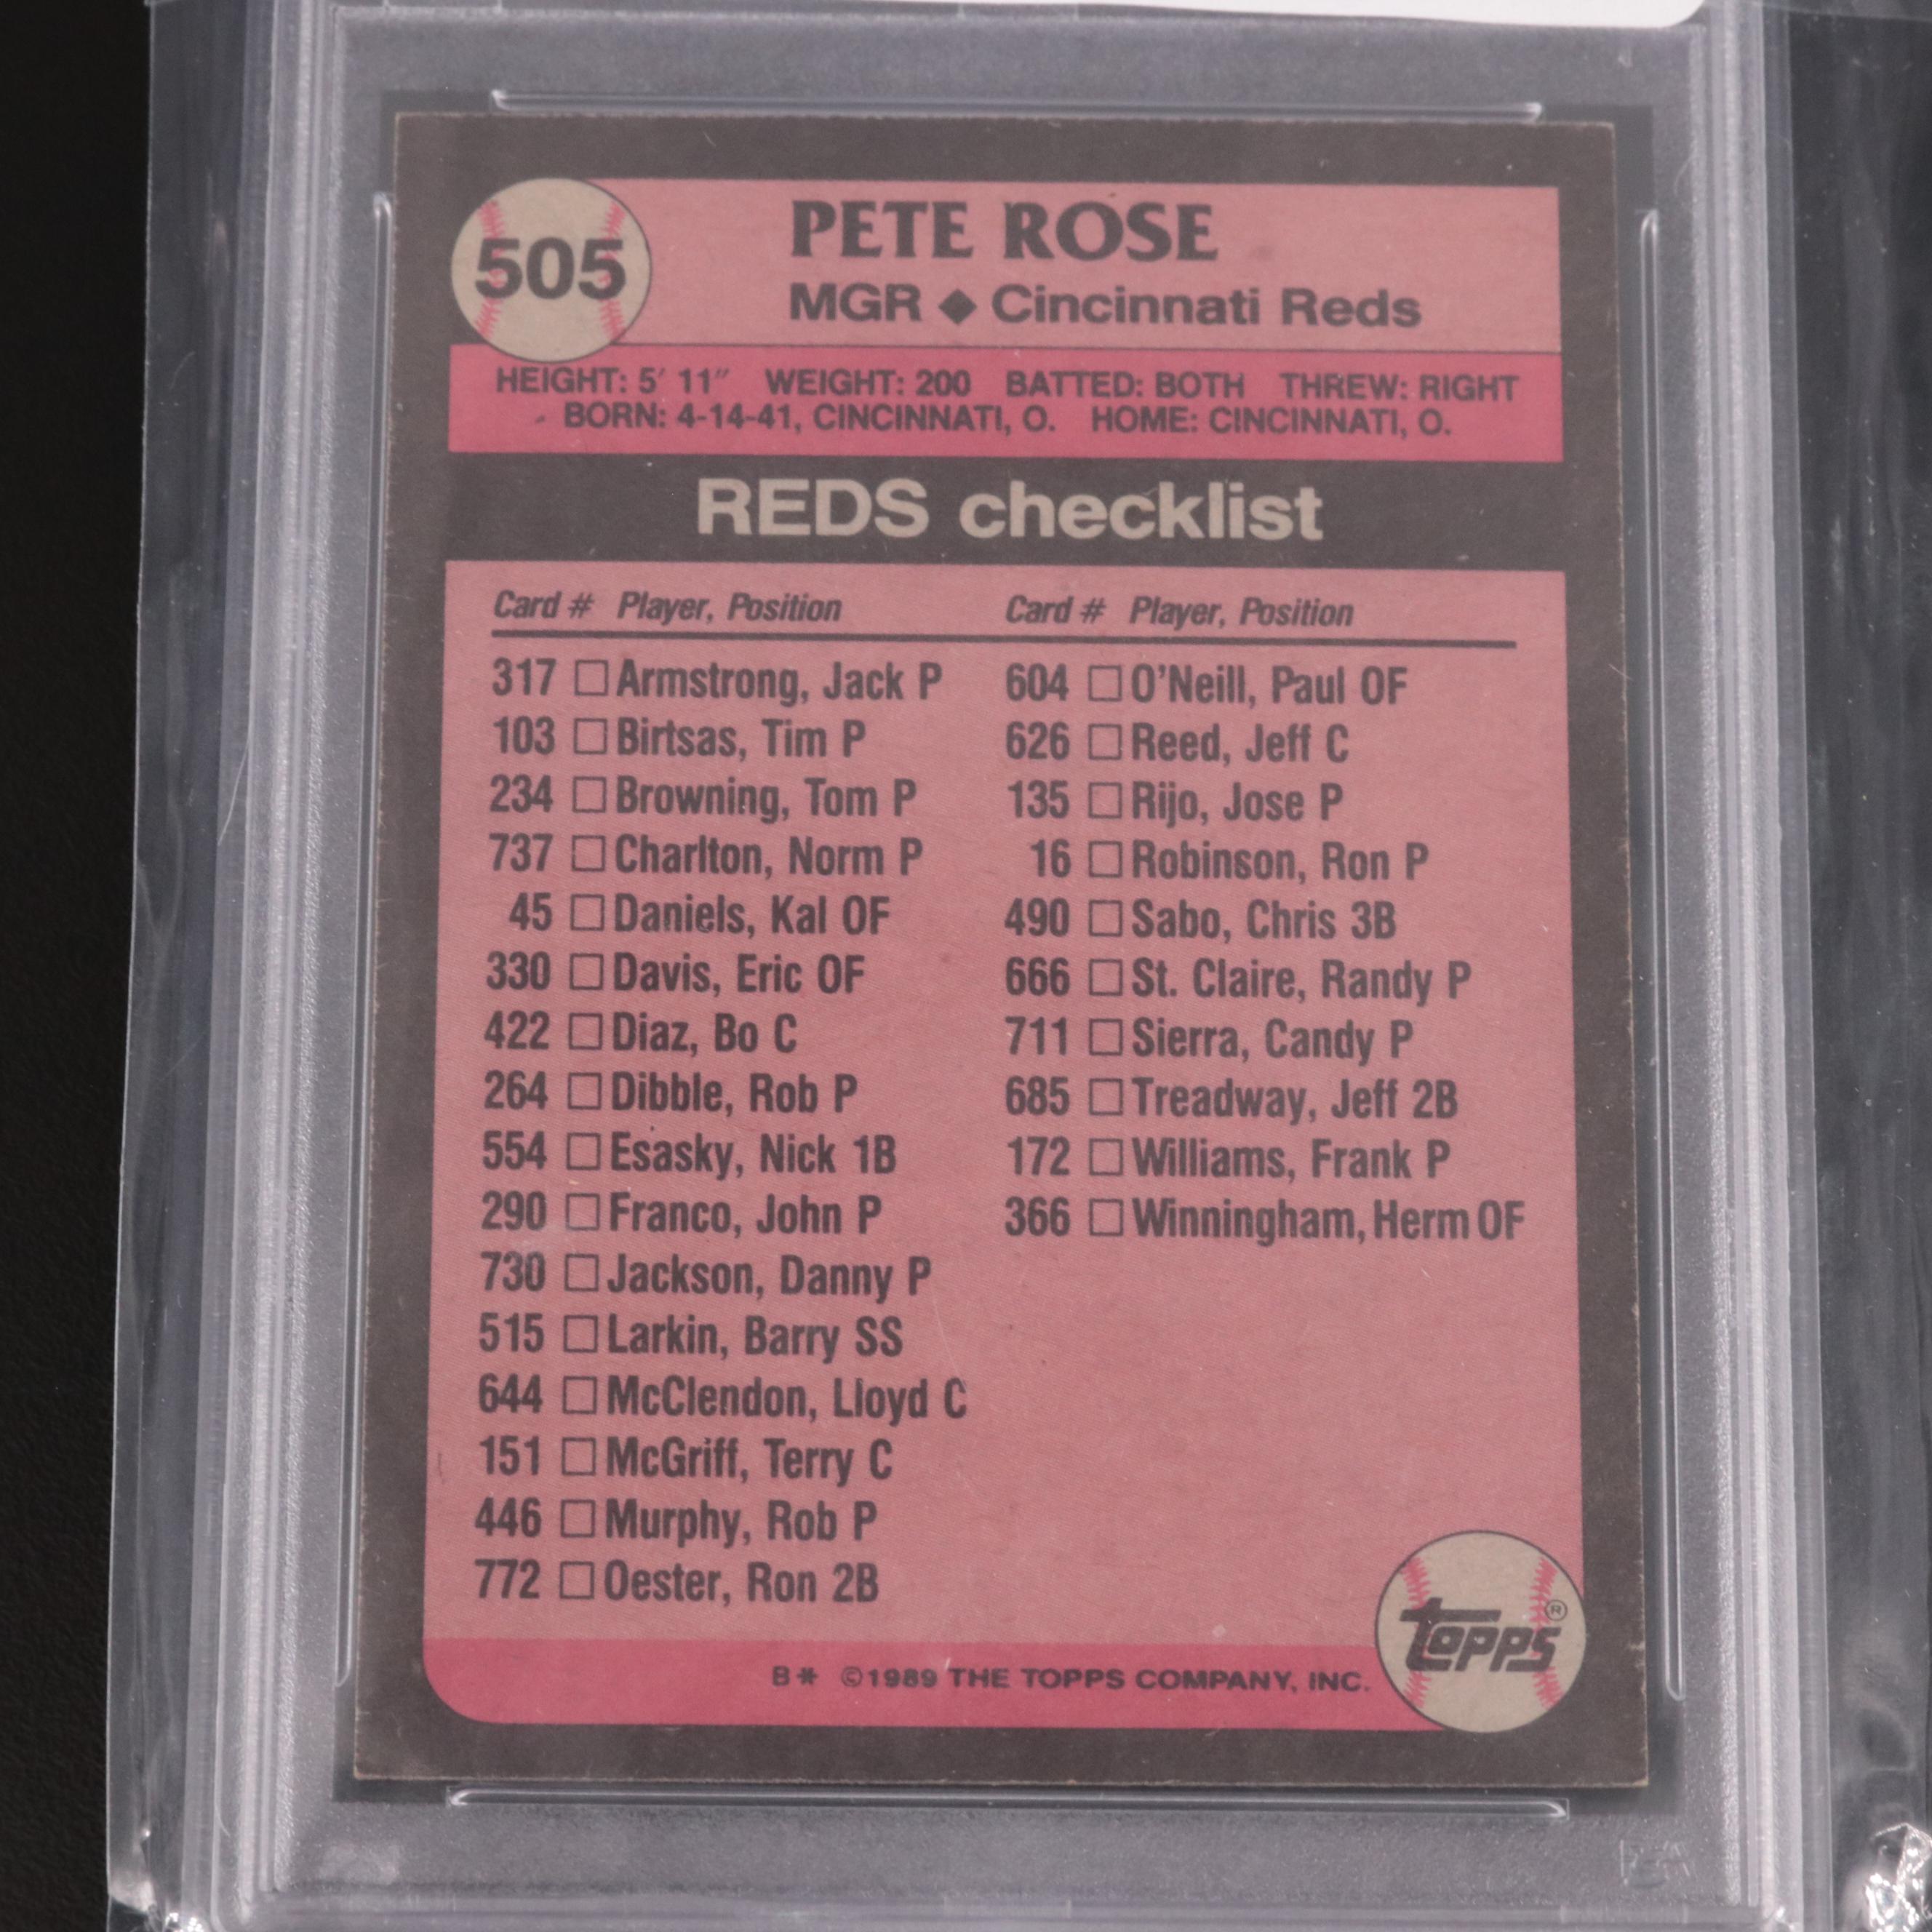 505
PETE ROSE
MGR ◆ Cincinnati Reds
HEIGHT: 5' 11" WEIGHT: 200 BATTED: BOTH THREW: RIGHT
BORN: 4-14-41, CINCINNATI, O. HOME: CINCINNATI, O.
REDS checklist
Card # Player, Position
317 □ Armstrong, Jack P
103 □ Birtsas, Tim P
234 □ Browning, Tom P
737 □ Charlton, Norm P
45 □ Daniels, Kal OF
330 □ Davis, Eric OF
422 □ Diaz, Bo C
264 □ Dibble, Rob P
554 □ Esasky, Nick 1B
290 □ Franco, John P
730 □ Jackson, Danny P
515 □ Larkin, Barry SS
644 □ McClendon, Lloyd C
151 □ McGriff, Terry C
446 □ Murphy, Rob P
772 □ Oester, Ron 2B
Card # Player, Position
604 □ O'Neill, Paul OF
626 □ Reed, Jeff C
135 □ Rijo, Jose P
16 □ Robinson, Ron P
490 □ Sabo, Chris 3B
666 □ St. Claire, Randy P
711 □ Sierra, Candy P
685 □ Treadway, Jeff 2B
172 □ Williams, Frank P
366 □ Winningham, Herm OF
B* ©1989 THE TOPPS COMPANY, INC.
topps ®